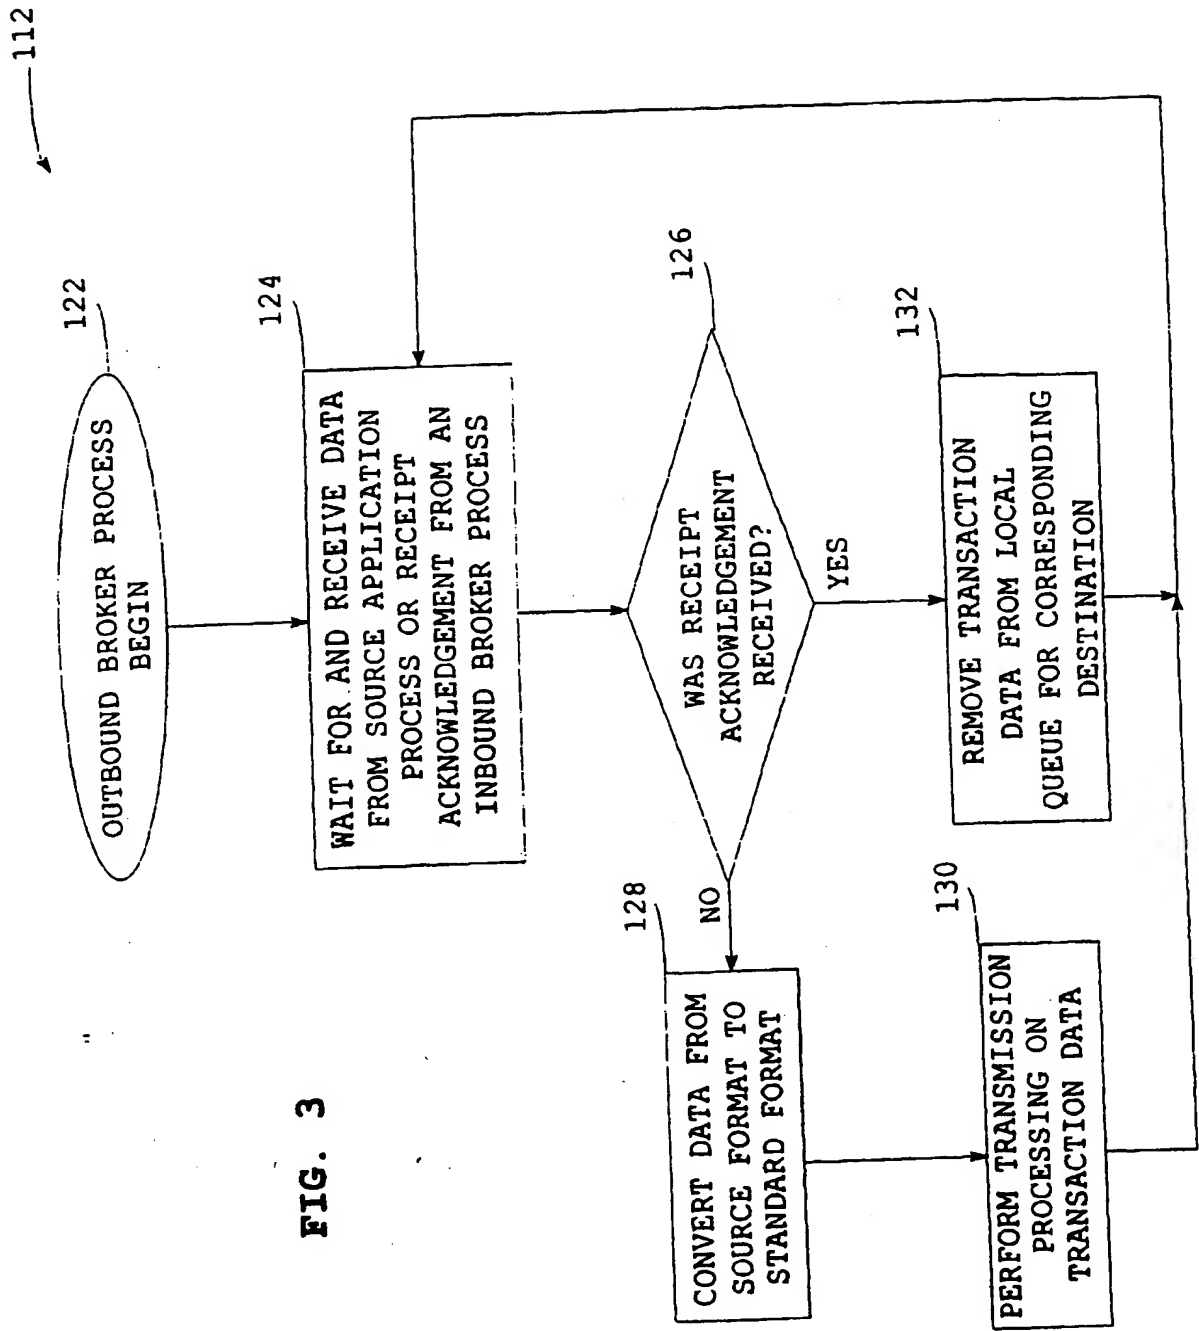 112
122
OUTBOUND BROKER PROCESS
BEGIN
124
WAIT FOR AND RECEIVE DATA
FROM SOURCE APPLICATION
PROCESS OR RECEIPT
ACKNOWLEDGEMENT FROM AN
INBOUND BROKER PROCESS
126
WAS RECEIPT
ACKNOWLEDGEMENT
RECEIVED?
NO
YES
128
CONVERT DATA FROM
SOURCE FORMAT TO
STANDARD FORMAT
132
REMOVE TRANSACTION
DATA FROM LOCAL
QUEUE FOR CORRESPONDING
DESTINATION
130
PERFORM TRANSMISSION
PROCESSING ON
TRANSACTION DATA
FIG. 3